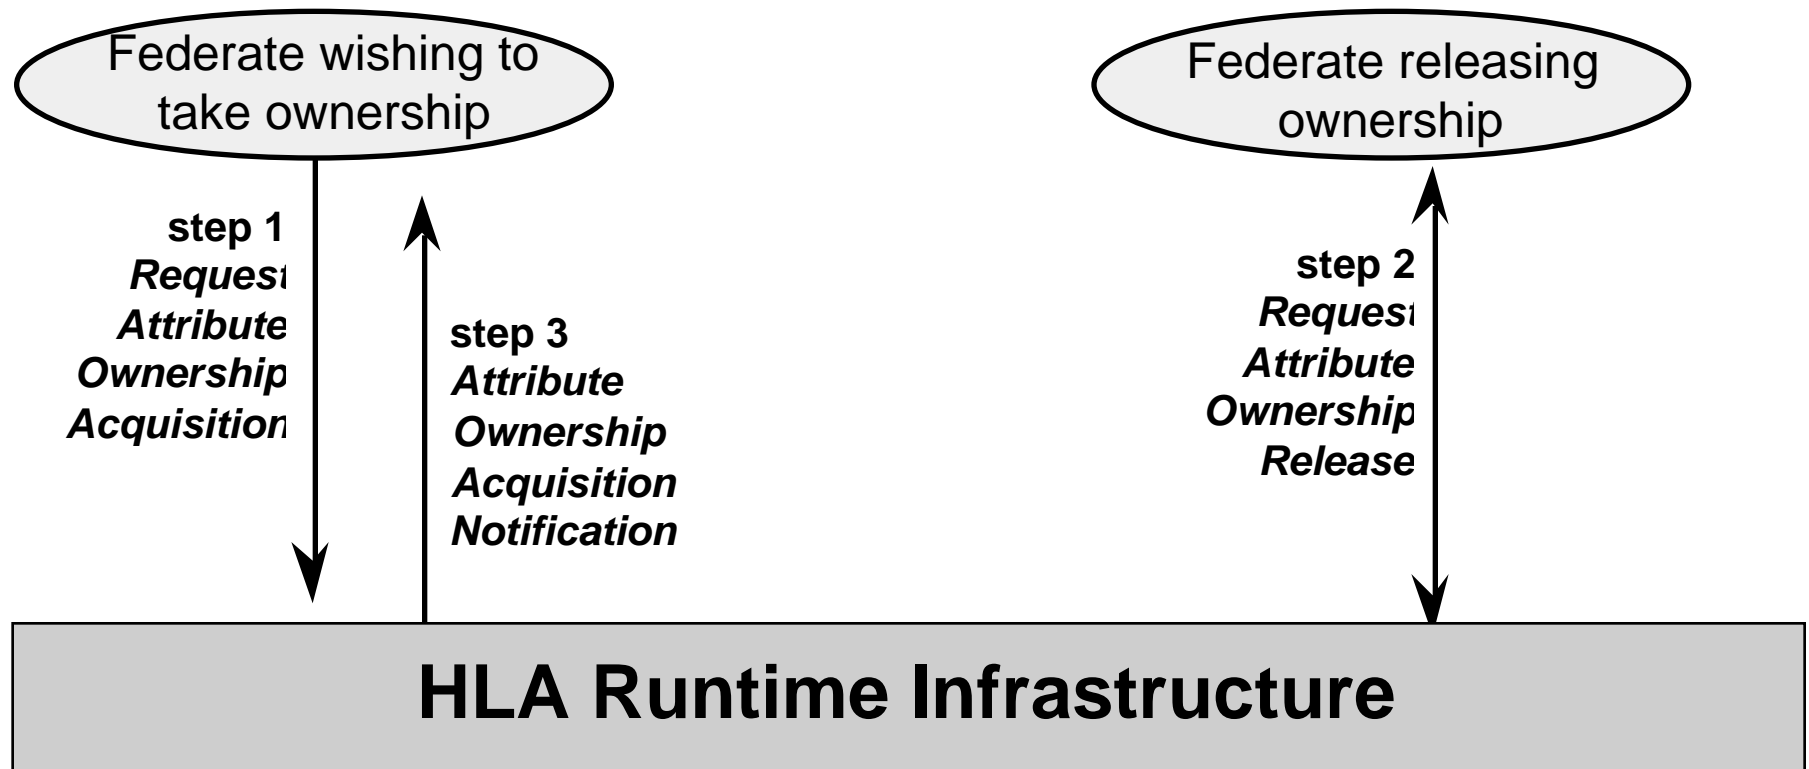 Federate wishing to
take ownership
Federate releasing
ownership
step 1
Request
Attribute
Ownership
Acquisition
step 3
Attribute
Ownership
Acquisition
Notification
step 2
Request
Attribute
Ownership
Release
HLA Runtime Infrastructure